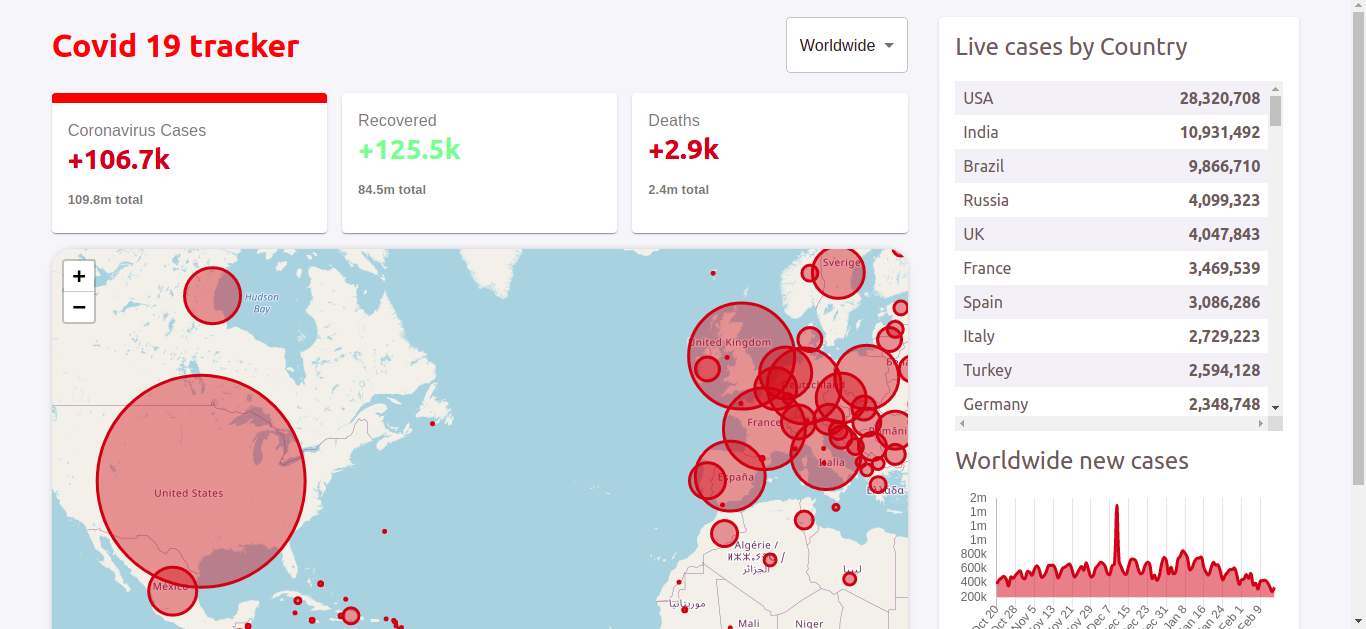 Covid 19 tracker
Worldwide
Coronavirus Cases
+106.7k
109.8m total
Recovered
+125.5k
84.5m total
Deaths
+2.9k
2.4m total
+
−
Hudson
Bay
United States
México
Sverige
United Kingdom
Deutschland
France
España
Italia
România
Ελλάδα
Algérie /
الجزائر
ليبيا
موريتانيا
Mali
Niger
Live cases by Country
USA 28,320,708
India 10,931,492
Brazil 9,866,710
Russia 4,099,323
UK 4,047,843
France 3,469,539
Spain 3,086,286
Italy 2,729,223
Turkey 2,594,128
Germany 2,348,748
Worldwide new cases
2m
1m
1m
1m
800k
600k
400k
200k
Oct 20
Oct 28
Nov 5
Nov 13
Nov 21
Nov 29
Dec 7
Dec 15
Dec 23
Dec 31
Jan 8
Jan 16
Jan 24
Feb 1
Feb 9